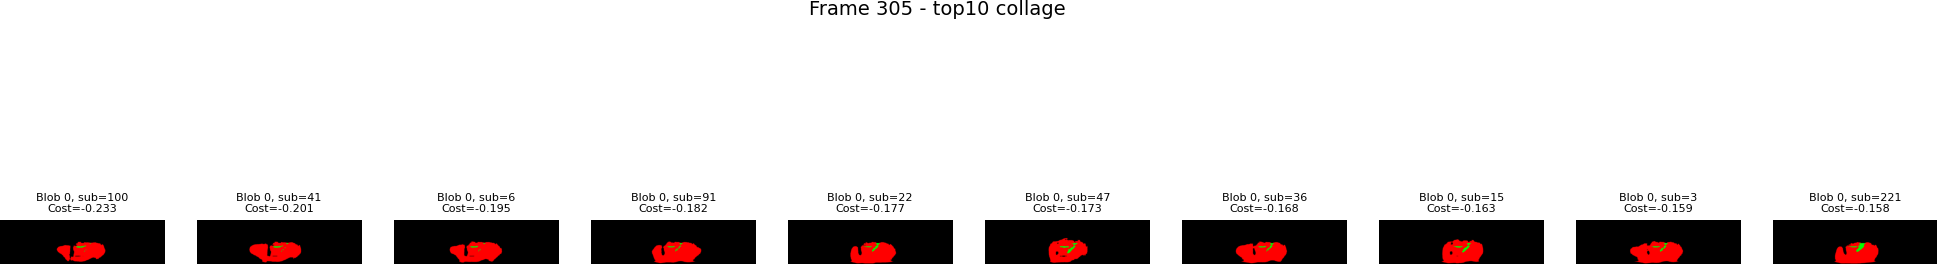 Frame 305 - top10 collage
Blob 0, sub=100
Cost=-0.233
Blob 0, sub=41
Cost=-0.201
Blob 0, sub=6
Cost=-0.195
Blob 0, sub=91
Cost=-0.182
Blob 0, sub=22
Cost=-0.177
Blob 0, sub=47
Cost=-0.173
Blob 0, sub=36
Cost=-0.168
Blob 0, sub=15
Cost=-0.163
Blob 0, sub=3
Cost=-0.159
Blob 0, sub=221
Cost=-0.158